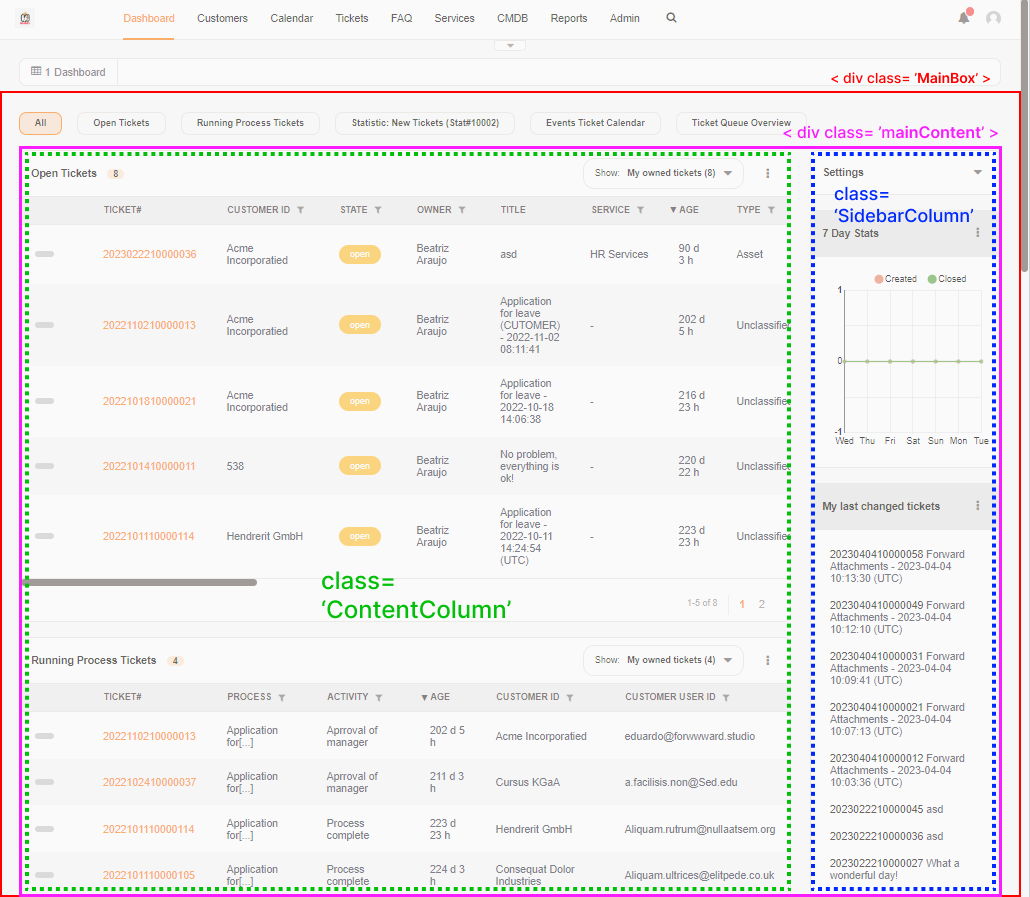 Dashboard Customers Calendar Tickets FAQ Services CMDB Reports Admin
1 Dashboard
< div class= 'MainBox' >
All Open Tickets Running Process Tickets Statistic: New Tickets (Stat#10002) Events Ticket Calendar Ticket Queue Overview
< div class= 'mainContent' >
Open Tickets 8 Show: My owned tickets (8)
TICKET# CUSTOMER ID STATE OWNER TITLE SERVICE ▼ AGE TYPE
2023022210000036 Acme Incorporatied open Beatriz Araujo asd HR Services 90 d 3 h Asset
2022110210000013 Acme Incorporatied open Beatriz Araujo Application for leave (CUTOMER) - 2022-11-02 08:11:41 - 202 d 5 h Unclassifie
2022101810000021 Acme Incorporatied open Beatriz Araujo Application for leave - 2022-10-18 14:06:38 - 216 d 23 h Unclassifie
2022101410000011 538 open Beatriz Araujo No problem, everything is ok! - 220 d 22 h Unclassifie
2022101110000114 Hendrerit GmbH open Beatriz Araujo Application for leave - 2022-10-11 14:24:54 (UTC) - 223 d 23 h Unclassifie
class=
'ContentColumn'
1-5 of 8 1 2
Running Process Tickets 4 Show: My owned tickets (4)
TICKET# PROCESS ACTIVITY ▼ AGE CUSTOMER ID CUSTOMER USER ID
2022110210000013 Application for[...] Aprroval of manager 202 d 5 h Acme Incorporatied eduardo@forwwward.studio
2022102410000037 Application for[...] Aprroval of manager 211 d 3 h Cursus KGaA a.facilisis.non@Sed.edu
2022101110000114 Application for[...] Process complete 223 d 23 h Hendrerit GmbH Aliquam.rutrum@nullaatsem.org
2022101110000105 Application for[...] Process complete 224 d 3 h Consequat Dolor Industries Aliquam.ultrices@elitpede.co.uk
Settings
class=
'SidebarColumn'
7 Day Stats
Created Closed
1
0
-1
Wed Thu Fri Sat Sun Mon Tue
My last changed tickets
2023040410000058 Forward
Attachments - 2023-04-04
10:13:30 (UTC)
2023040410000049 Forward
Attachments - 2023-04-04
10:12:10 (UTC)
2023040410000031 Forward
Attachments - 2023-04-04
10:09:41 (UTC)
2023040410000021 Forward
Attachments - 2023-04-04
10:07:13 (UTC)
2023040410000012 Forward
Attachments - 2023-04-04
10:03:36 (UTC)
2023022210000045 asd
2023022210000036 asd
2023022210000027 What a
wonderful day!